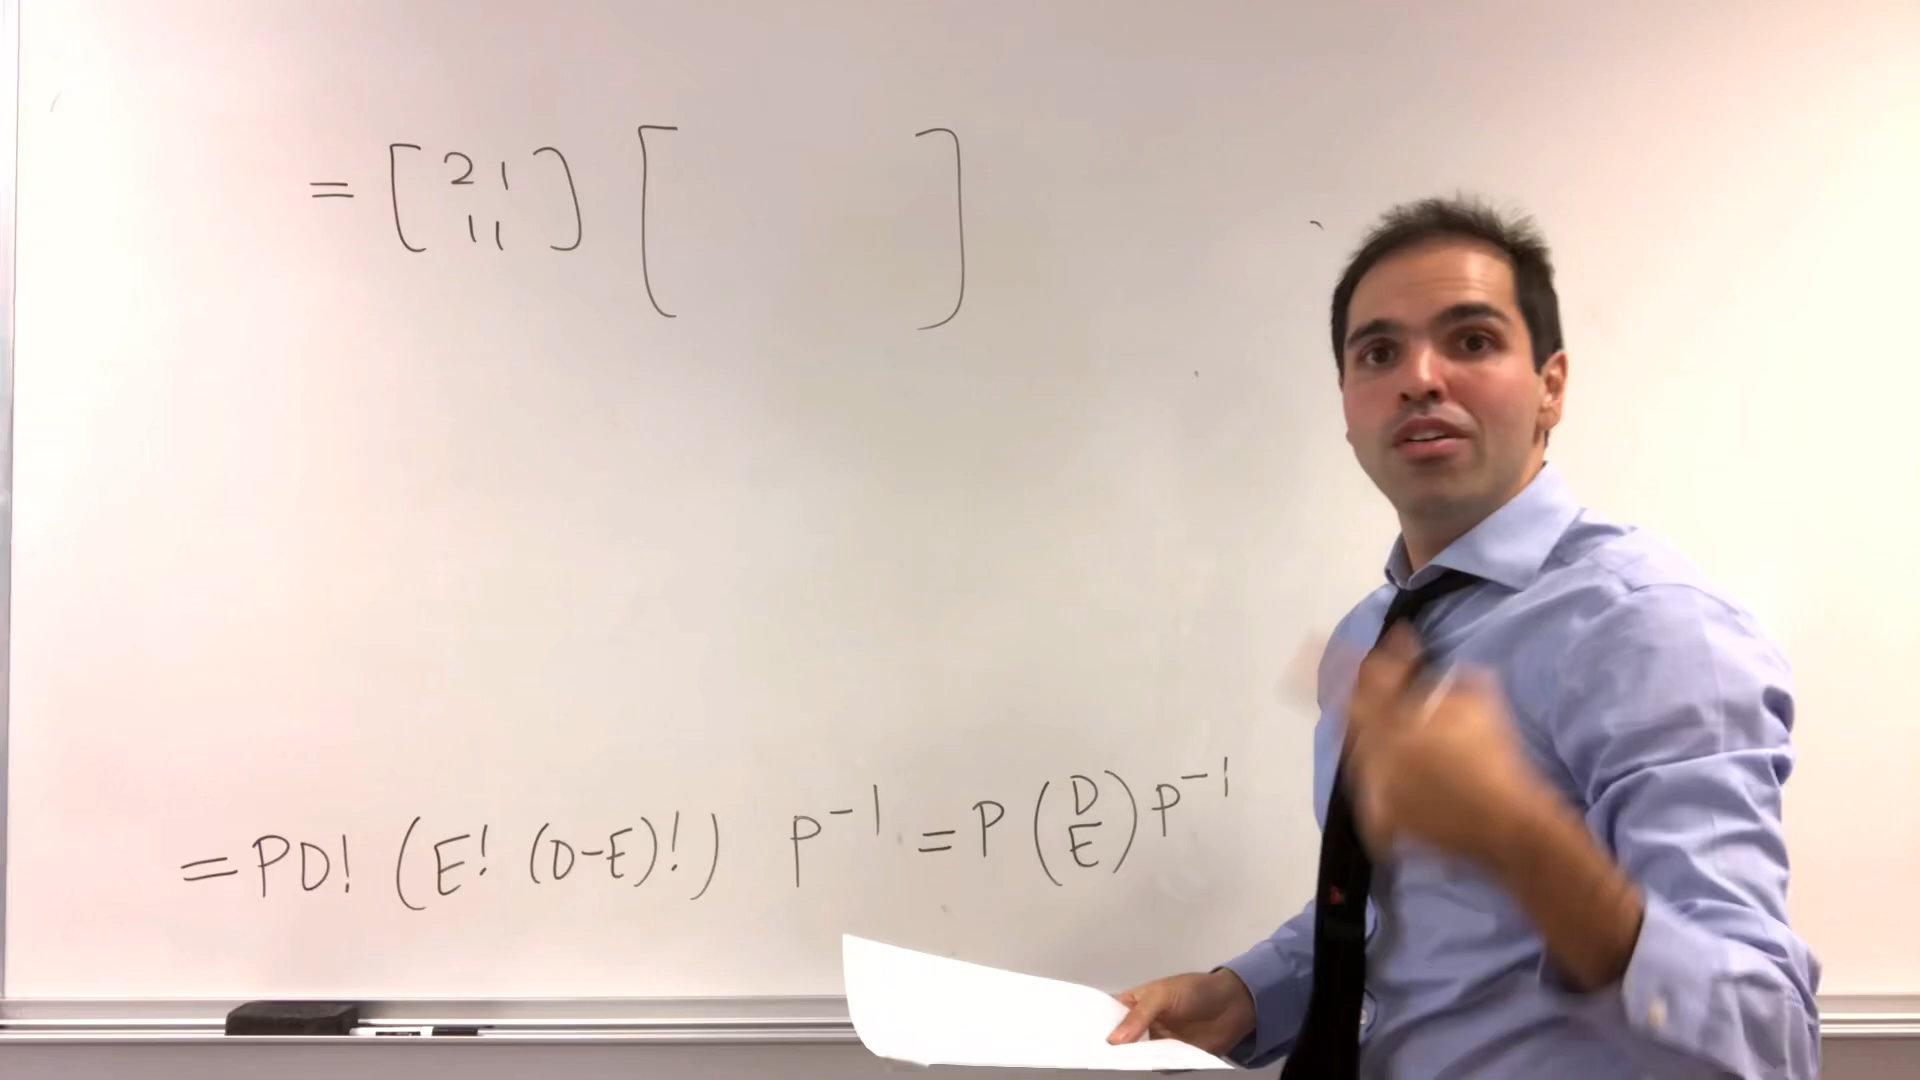 = [ 2 1 ] [ ]
1 1
= PD! (E! (D-E)!) P⁻¹ = P (D/E) P⁻¹